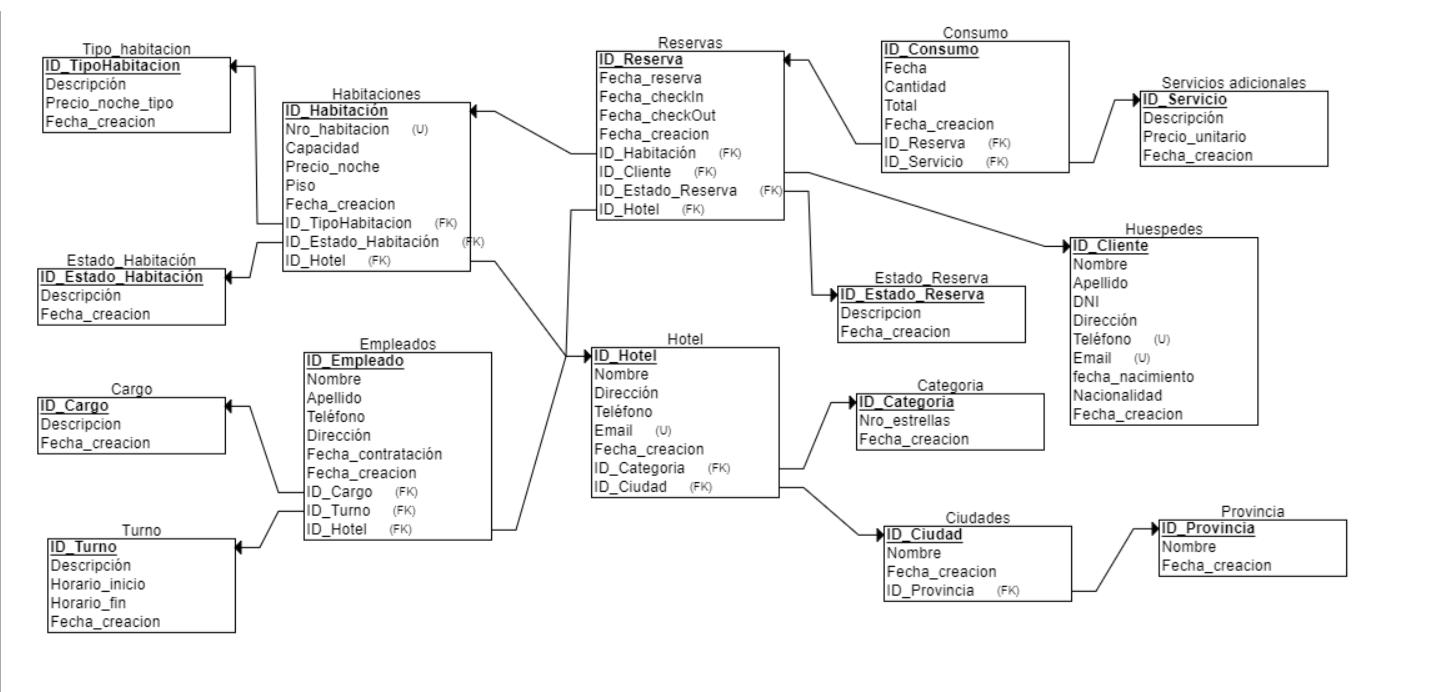 Tipo_habitacion
ID_TipoHabitacion
Descripción
Precio_noche_tipo
Fecha_creacion
Habitaciones
ID_Habitación
Nro_habitacion (U)
Capacidad
Precio_noche
Piso
Fecha_creacion
ID_TipoHabitacion (FK)
ID_Estado_Habitación (FK)
ID_Hotel (FK)
Estado_Habitación
ID_Estado_Habitación
Descripción
Fecha_creacion
Reservas
ID_Reserva
Fecha_reserva
Fecha_checkIn
Fecha_checkOut
Fecha_creacion
ID_Habitación (FK)
ID_Cliente (FK)
ID_Estado_Reserva (FK)
ID_Hotel (FK)
Consumo
ID_Consumo
Fecha
Cantidad
Total
Fecha_creacion
ID_Reserva (FK)
ID_Servicio (FK)
Servicios adicionales
ID_Servicio
Descripción
Precio_unitario
Fecha_creacion
Huespedes
ID_Cliente
Nombre
Apellido
DNI
Dirección
Teléfono (U)
Email (U)
fecha_nacimiento
Nacionalidad
Fecha_creacion
Estado_Reserva
ID_Estado_Reserva
Descripcion
Fecha_creacion
Empleados
ID_Empleado
Nombre
Apellido
Teléfono
Dirección
Fecha_contratación
Fecha_creacion
ID_Cargo (FK)
ID_Turno (FK)
ID_Hotel (FK)
Cargo
ID_Cargo
Descripcion
Fecha_creacion
Turno
ID_Turno
Descripción
Horario_inicio
Horario_fin
Fecha_creacion
Hotel
ID_Hotel
Nombre
Dirección
Teléfono
Email (U)
Fecha_creacion
ID_Categoria (FK)
ID_Ciudad (FK)
Categoria
ID_Categoria
Nro_estrellas
Fecha_creacion
Ciudades
ID_Ciudad
Nombre
Fecha_creacion
ID_Provincia (FK)
Provincia
ID_Provincia
Nombre
Fecha_creacion